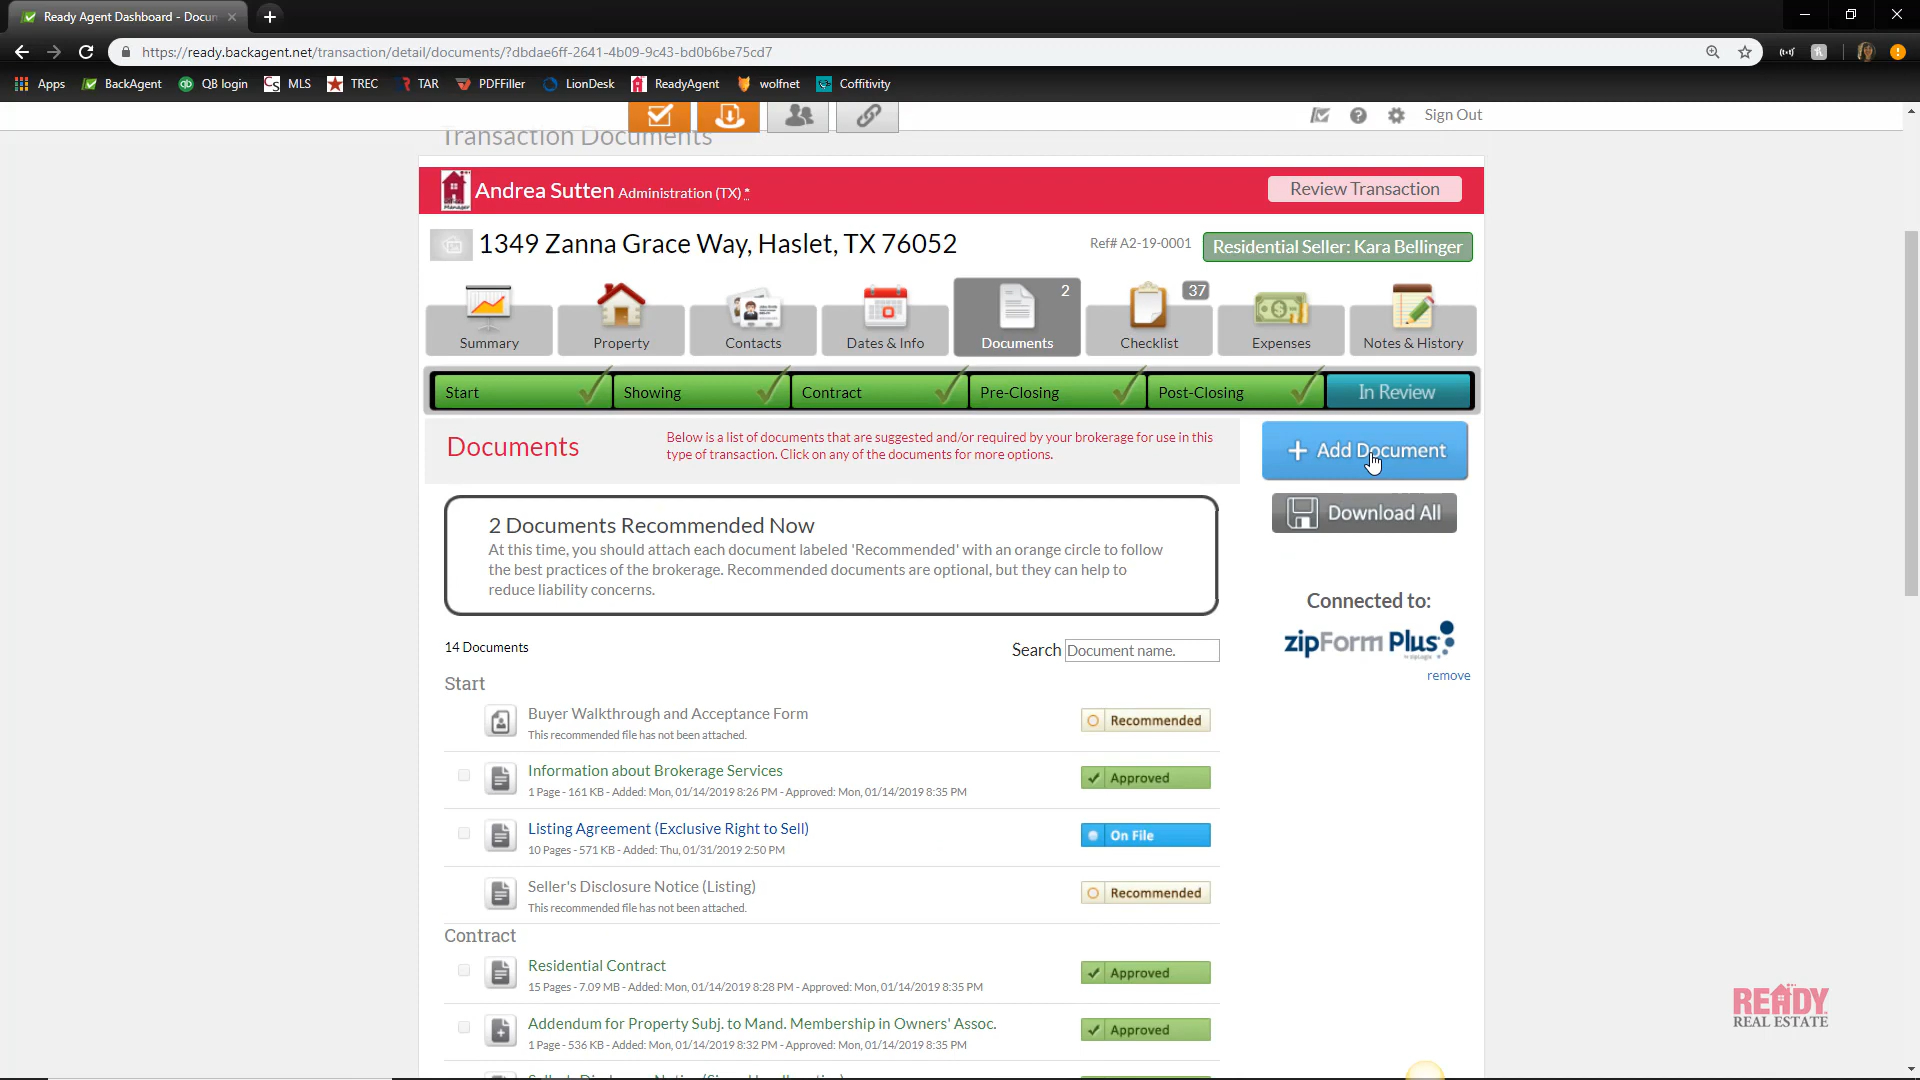 Ready Agent Dashboard - Docum
https://ready.backagent.net/transaction/detail/documents/?dbdae6ff-2641-4b09-9c43-bd0b6be75cd7
Apps BackAgent QB login MLS TREC TAR PDFFiller LionDesk ReadyAgent wolfnet Coffitivity
Sign Out
Transaction Documents
Andrea Sutten Administration (TX) *
Review Transaction
1349 Zanna Grace Way, Haslet, TX 76052
Ref# A2-19-0001
Residential Seller: Kara Bellinger
2
37
Summary Property Contacts Dates & Info Documents Checklist Expenses Notes & History
Start Showing Contract Pre-Closing Post-Closing In Review
Documents
Below is a list of documents that are suggested and/or required by your brokerage for use in this
type of transaction. Click on any of the documents for more options.
+ Add Document
Download All
2 Documents Recommended Now
At this time, you should attach each document labeled 'Recommended' with an orange circle to follow
the best practices of the brokerage. Recommended documents are optional, but they can help to
reduce liability concerns.
Connected to:
zipForm Plus
remove
14 Documents
Search Document name.
Start
Buyer Walkthrough and Acceptance Form
This recommended file has not been attached.
Recommended
Information about Brokerage Services
1 Page - 161 KB - Added: Mon, 01/14/2019 8:26 PM - Approved: Mon, 01/14/2019 8:35 PM
Approved
Listing Agreement (Exclusive Right to Sell)
10 Pages - 571 KB - Added: Thu, 01/31/2019 2:50 PM
On File
Seller's Disclosure Notice (Listing)
This recommended file has not been attached.
Recommended
Contract
Residential Contract
15 Pages - 7.09 MB - Added: Mon, 01/14/2019 8:28 PM - Approved: Mon, 01/14/2019 8:35 PM
Approved
Addendum for Property Subj. to Mand. Membership in Owners' Assoc.
1 Page - 536 KB - Added: Mon, 01/14/2019 8:32 PM - Approved: Mon, 01/14/2019 8:35 PM
Approved
READY
REAL ESTATE